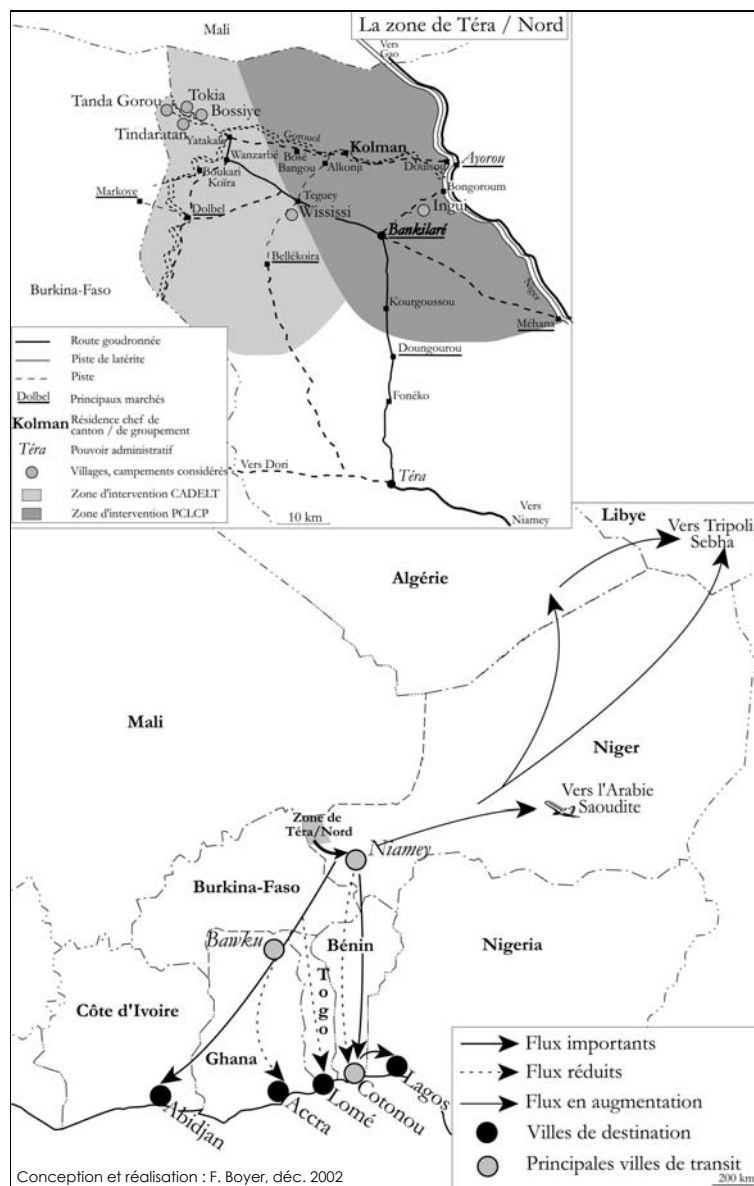 La zone de Téra / Nord
Mali
Vers
Gao
Tanda Gorou
Tokia
Bossiye
Tindaratan
Yatakala
Gorouol
Kolman
Wanzarbé
Bosé
Bangou
Alkonji
Doulsou
Ayorou
Boukari
Koïra
Bongoroum
Markoye
Teguey
Dolbel
Wississi
Ingui
Bankilaré
Bellékoira
Burkina-Faso
Niger
Kourgoussou
Méhana
Doungourou
Fonéko
Vers Dori
Téra
Vers
Niamey
10 km
Route goudronnée
Piste de latérite
Piste
Dolbel Principaux marchés
Kolman Résidence chef de
canton / de groupement
Téra Pouvoir administratif
Villages, campements considérés
Zone d'intervention CADELT
Zone d'intervention PCLCP
Libye
Vers Tripoli,
Sebha
Algérie
Mali
Niger
Vers l'Arabie
Saoudite
Zone de
Téra/Nord
Niamey
Burkina-Faso
Bawku
Bénin
Nigeria
Togo
Côte d'Ivoire
Ghana
Abidjan
Accra
Lomé
Cotonou
Lagos
Flux importants
Flux réduits
Flux en augmentation
Villes de destination
Principales villes de transit
200 km
Conception et réalisation : F. Boyer, déc. 2002